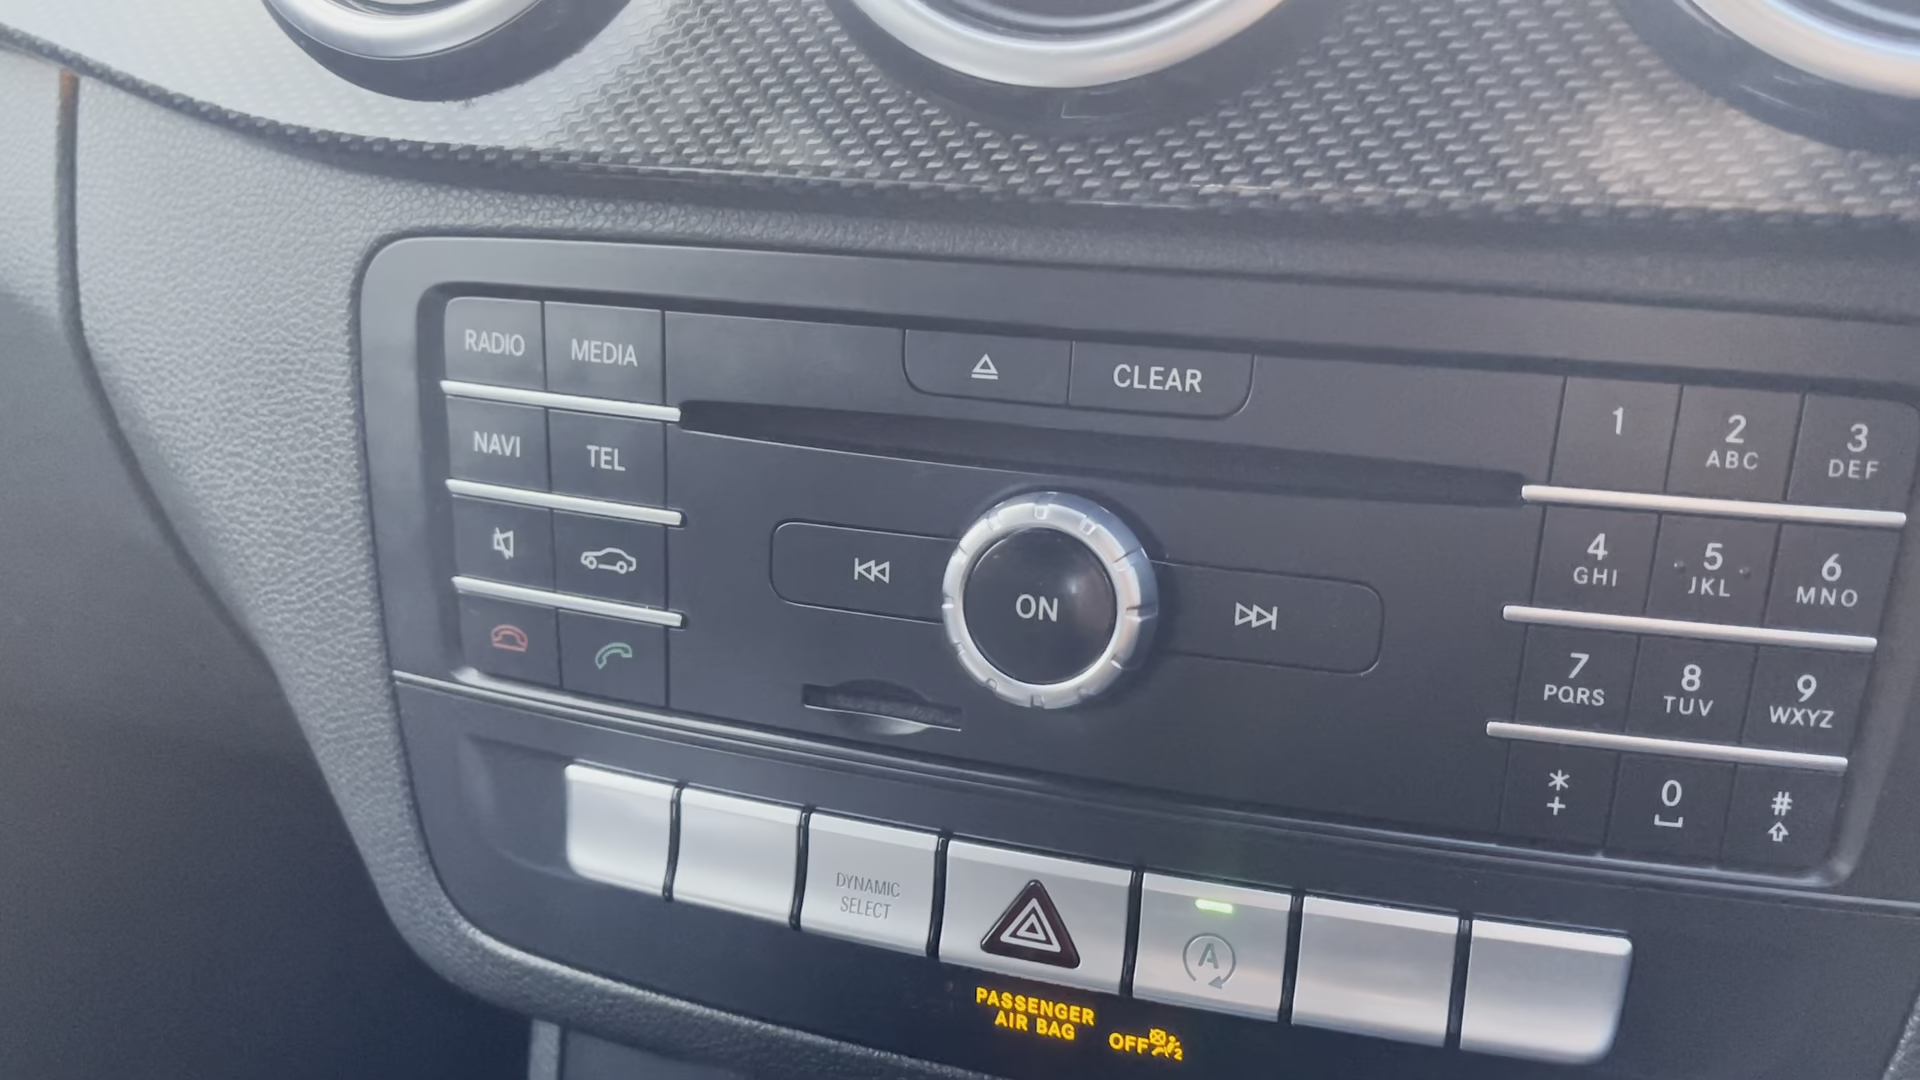 RADIO
MEDIA
CLEAR
NAVI
TEL
ON
1
2
ABC
3
DEF
4
GHI
5
JKL
6
MNO
7
PQRS
8
TUV
9
WXYZ
*
+
0
#
DYNAMIC
SELECT
A
PASSENGER
AIR BAG
OFF
2